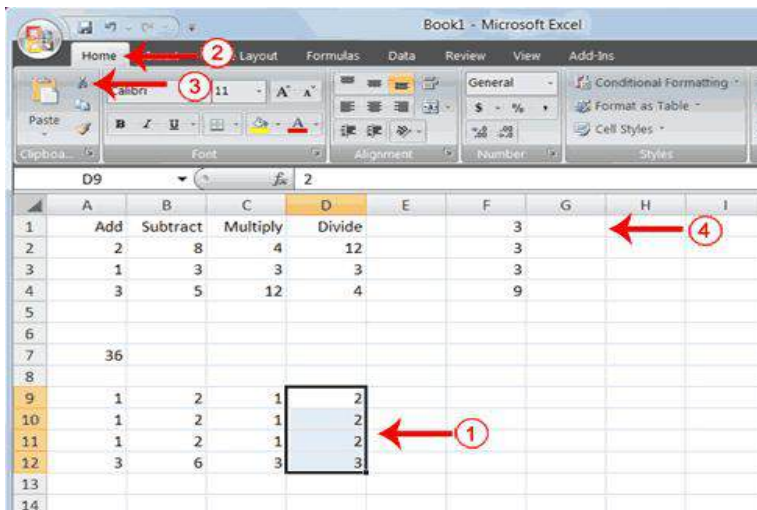 Book1 - Microsoft Excel
Home 2 Layout Formulas Data Review View Add-Ins
3
Calibri 11 A A General Conditional Formatting
Format as Table
Paste B I U A $ % , Cell Styles
Clipboa... Font Alignment Number Styles
D9 fx 2
A B C D E F G H I
1 Add Subtract Multiply Divide 3 4
2 2 8 4 12 3
3 1 3 3 3 3
4 3 5 12 4 9
5
6
7 36
8
9 1 2 1 2
10 1 2 1 2 1
11 1 2 1 2
12 3 6 3 3
13
14